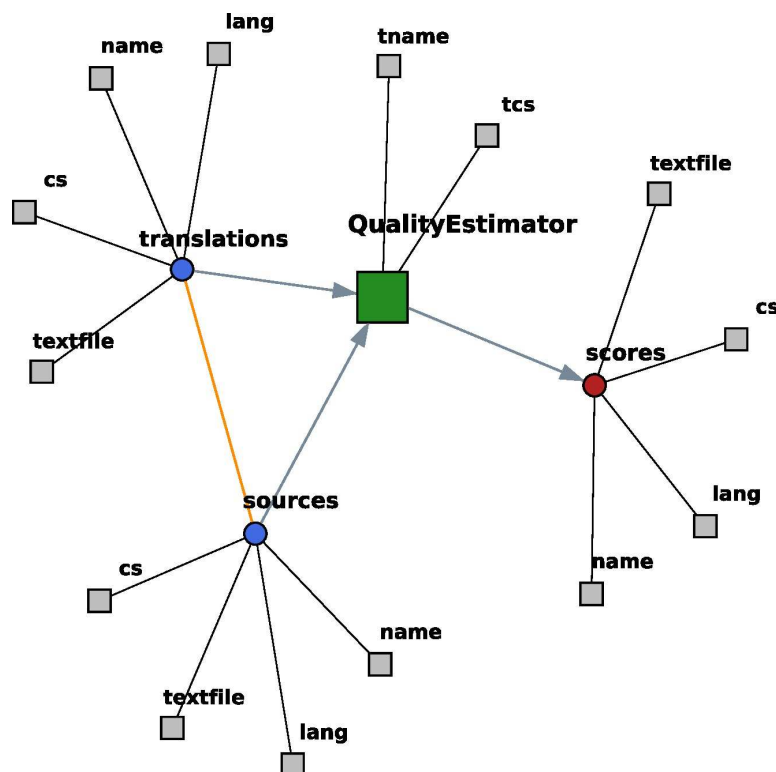 lang
name
tname
tcs
textfile
cs
QualityEstimator
translations
cs
textfile
scores
sources
lang
name
cs
name
textfile
lang